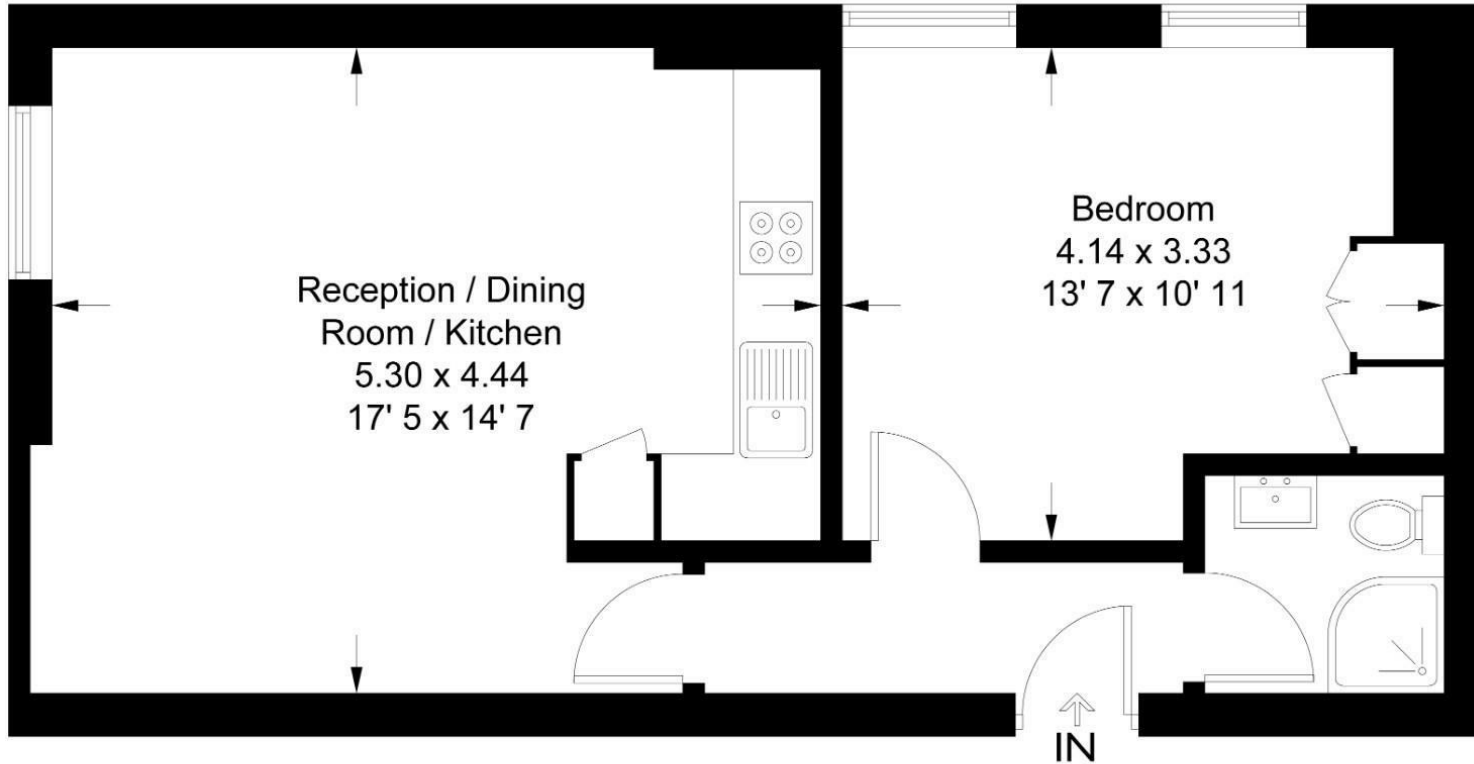 Reception / Dining
Room / Kitchen
5.30 x 4.44
17' 5 x 14' 7
Bedroom
4.14 x 3.33
13' 7 x 10' 11
IN